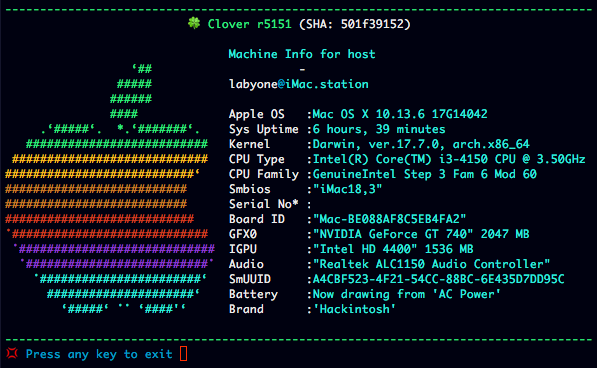 🍀 Clover r5151 (SHA: 501f39152)
Machine Info for host
-
labyone@iMac.station
Apple OS :Mac OS X 10.13.6 17G14042
Sys Uptime :6 hours, 39 minutes
Kernel :Darwin, ver.17.7.0, arch.x86_64
CPU Type :Intel(R) Core(TM) i3-4150 CPU @ 3.50GHz
CPU Family :GenuineIntel Step 3 Fam 6 Mod 60
Smbios :"iMac18,3"
Serial No* :
Board ID :"Mac-BE088AF8C5EB4FA2"
GFX0 :"NVIDIA GeForce GT 740" 2047 MB
IGPU :"Intel HD 4400" 1536 MB
Audio :"Realtek ALC1150 Audio Controller"
SmUUID :A4CBF523-4F21-54CC-88BC-6E435D7DD95C
Battery :Now drawing from 'AC Power'
Brand :'Hackintosh'
💢 Press any key to exit